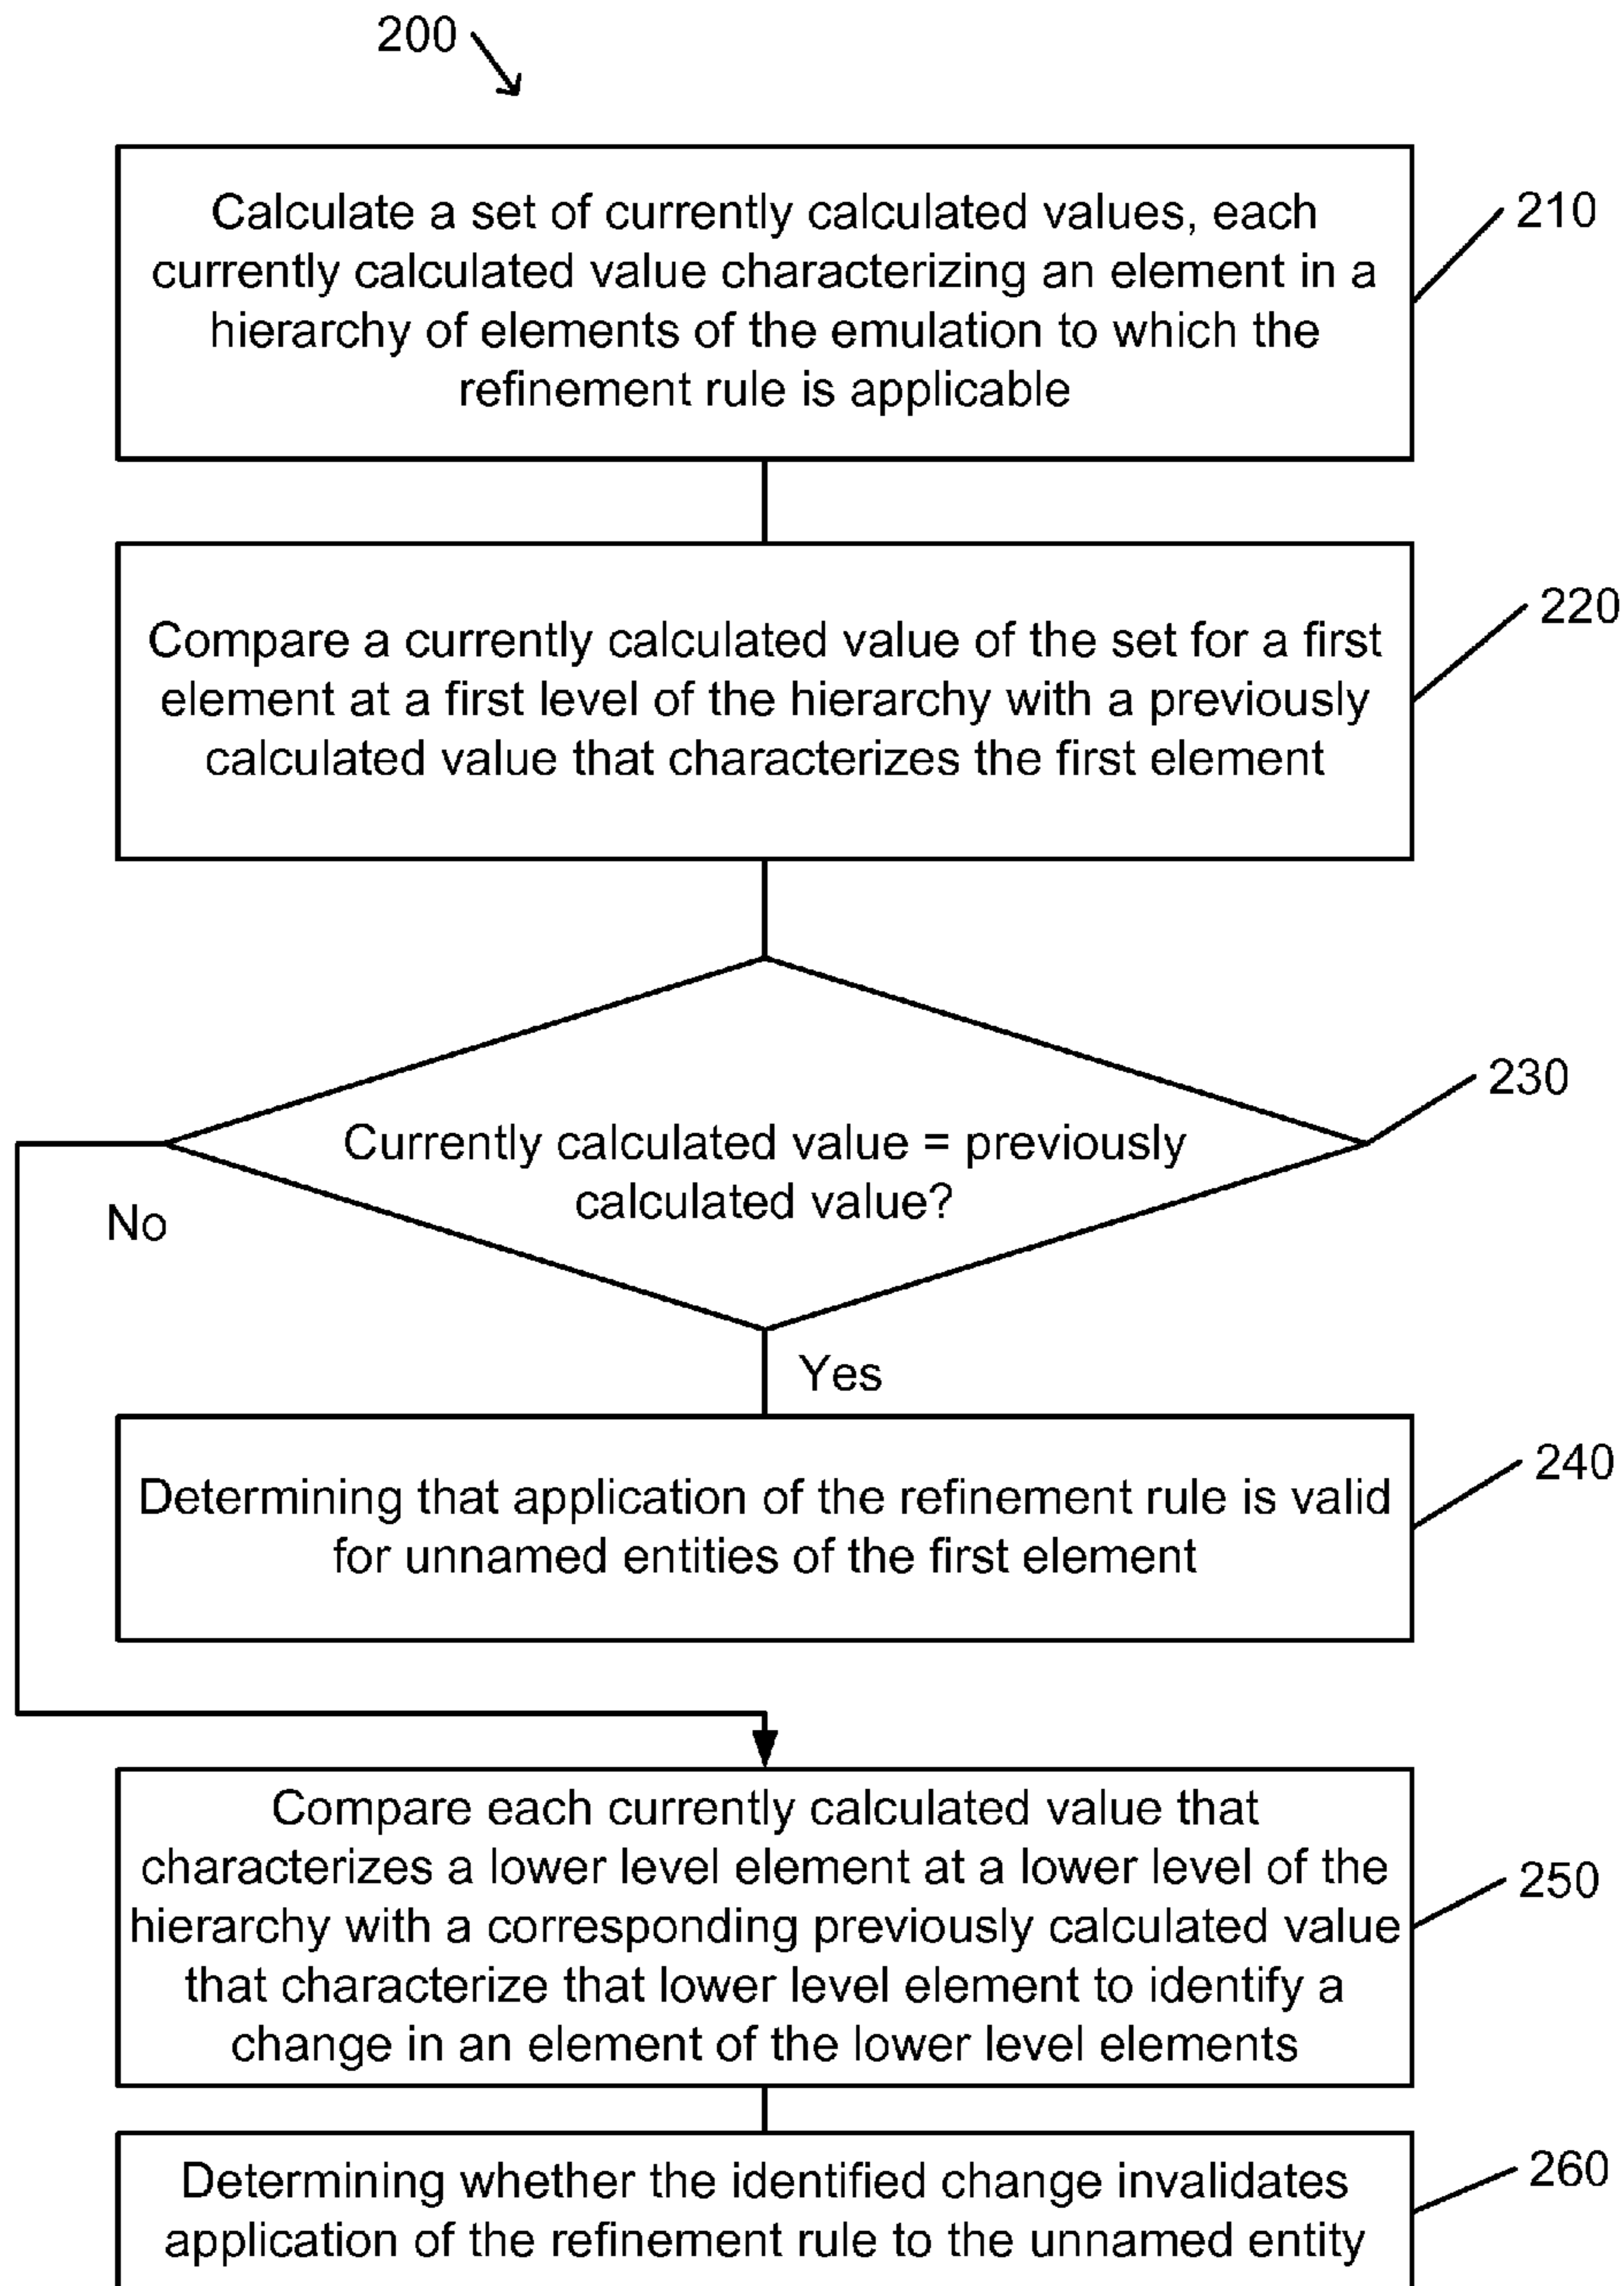 200
Calculate a set of currently calculated values, each
currently calculated value characterizing an element in a
hierarchy of elements of the emulation to which the
refinement rule is applicable
210
Compare a currently calculated value of the set for a first
element at a first level of the hierarchy with a previously
calculated value that characterizes the first element
220
Currently calculated value = previously
calculated value?
230
No
Yes
Determining that application of the refinement rule is valid
for unnamed entities of the first element
240
Compare each currently calculated value that
characterizes a lower level element at a lower level of the
hierarchy with a corresponding previously calculated value
that characterize that lower level element to identify a
change in an element of the lower level elements
250
Determining whether the identified change invalidates
application of the refinement rule to the unnamed entity
260